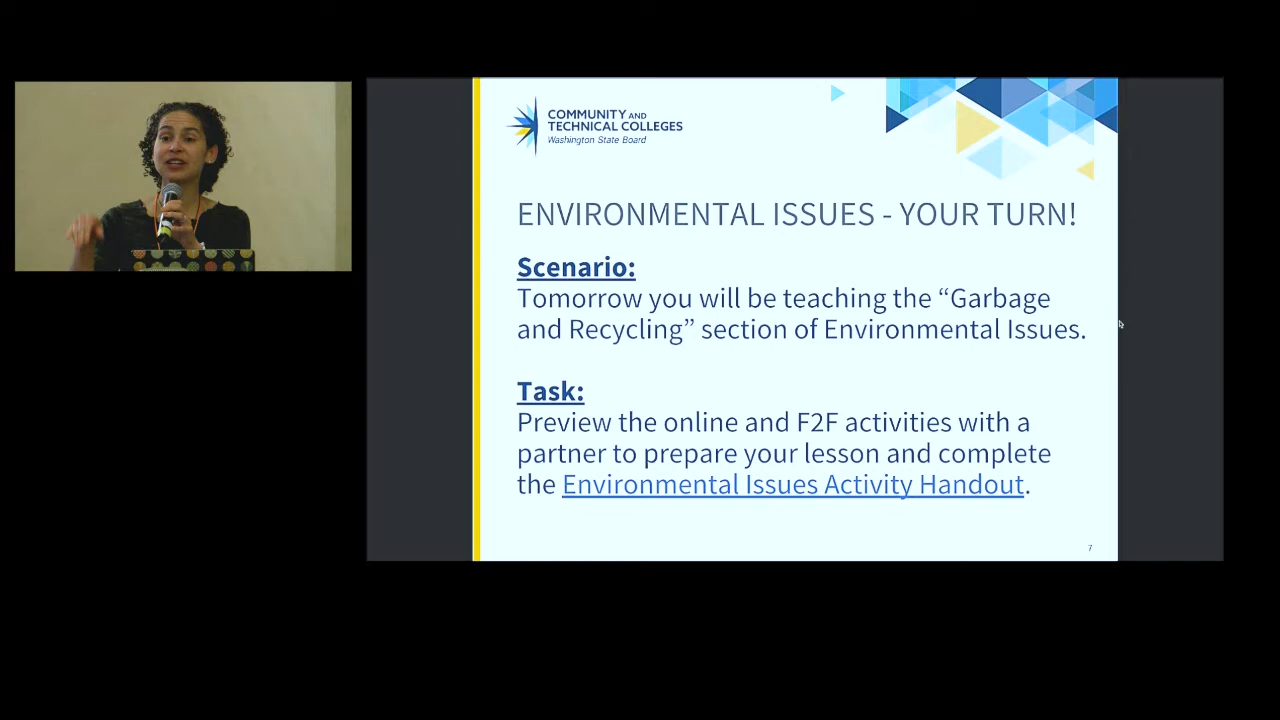 COMMUNITY AND
TECHNICAL COLLEGES
Washington State Board
ENVIRONMENTAL ISSUES - YOUR TURN!
Scenario:
Tomorrow you will be teaching the “Garbage
and Recycling” section of Environmental Issues.
Task:
Preview the online and F2F activities with a
partner to prepare your lesson and complete
the Environmental Issues Activity Handout.
7